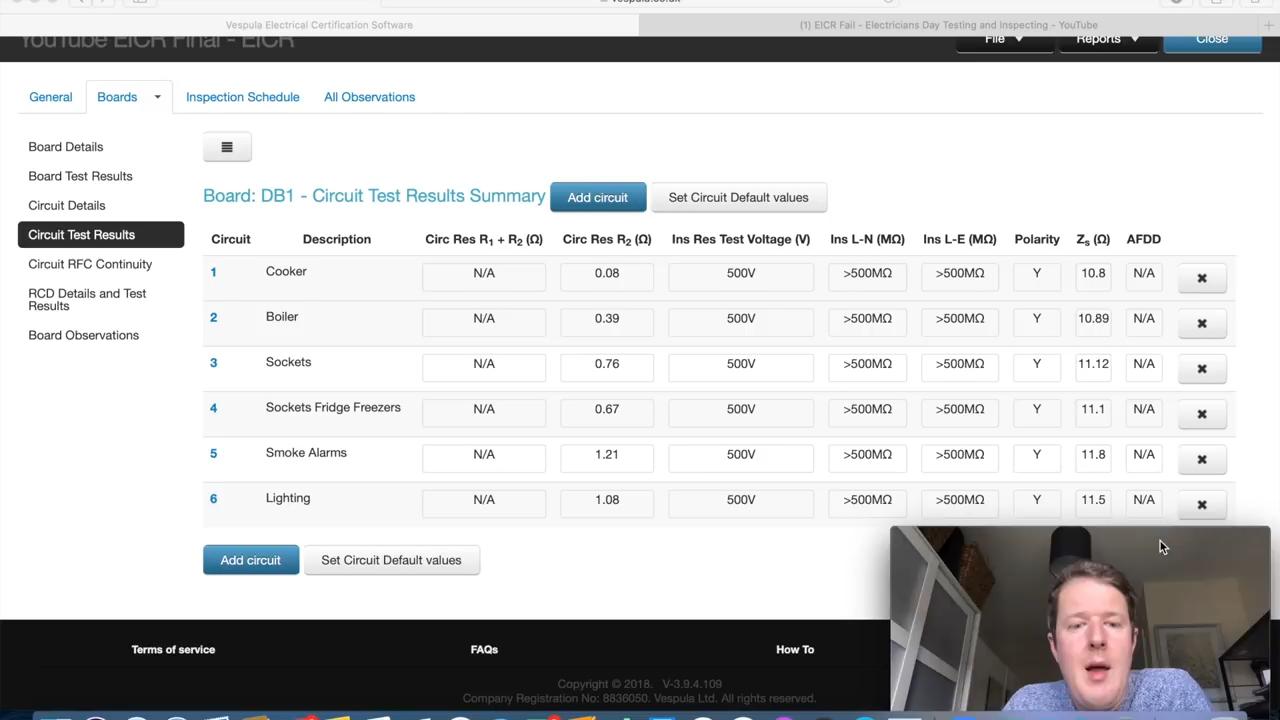 vespula.co.uk
Vespula Electrical Certification Software
(1) EICR Fail - Electricians Day Testing and Inspecting - YouTube
YouTube EICR Final - EICR
File
Reports
Close
General
Boards
Inspection Schedule
All Observations
Board Details
Board Test Results
Circuit Details
Circuit Test Results
Circuit RFC Continuity
RCD Details and Test
Results
Board Observations
Board: DB1 - Circuit Test Results Summary
Add circuit
Set Circuit Default values
Circuit Description Circ Res R1 + R2 (Ω) Circ Res R2 (Ω) Ins Res Test Voltage (V) Ins L-N (MΩ) Ins L-E (MΩ) Polarity Zs (Ω) AFDD
1 Cooker N/A 0.08 500V >500MΩ >500MΩ Y 10.8 N/A
2 Boiler N/A 0.39 500V >500MΩ >500MΩ Y 10.89 N/A
3 Sockets N/A 0.76 500V >500MΩ >500MΩ Y 11.12 N/A
4 Sockets Fridge Freezers N/A 0.67 500V >500MΩ >500MΩ Y 11.1 N/A
5 Smoke Alarms N/A 1.21 500V >500MΩ >500MΩ Y 11.8 N/A
6 Lighting N/A 1.08 500V >500MΩ >500MΩ Y 11.5 N/A
Add circuit
Set Circuit Default values
Terms of service
FAQs
How To
Copyright © 2018. V-3.9.4.109
Company Registration No: 8836050. Vespula Ltd. All rights reserved.